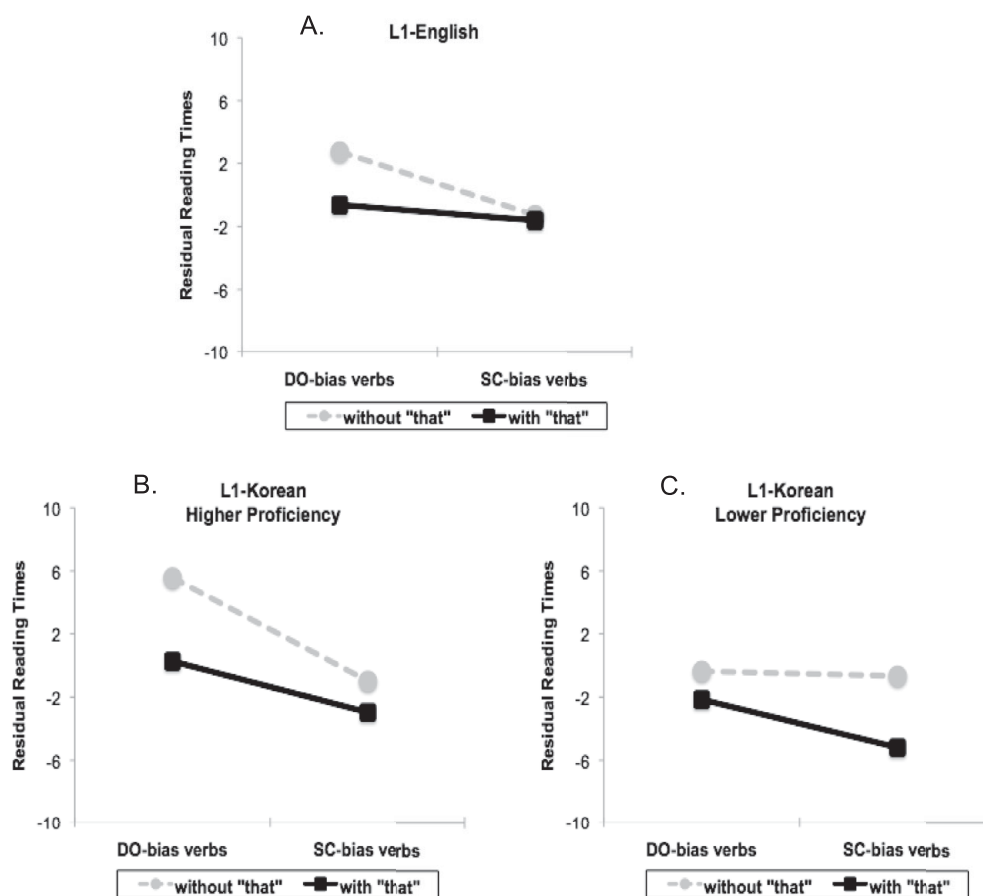 A.
L1-English
Residual Reading Times
10
6
2
-2
-6
-10
DO-bias verbs SC-bias verbs
without "that" with "that"
B.
L1-Korean
Higher Proficiency
Residual Reading Times
10
6
2
-2
-6
-10
DO-bias verbs SC-bias verbs
without "that" with "that"
C.
L1-Korean
Lower Proficiency
Residual Reading Times
10
6
2
-2
-6
-10
DO-bias verbs SC-bias verbs
without "that" with "that"